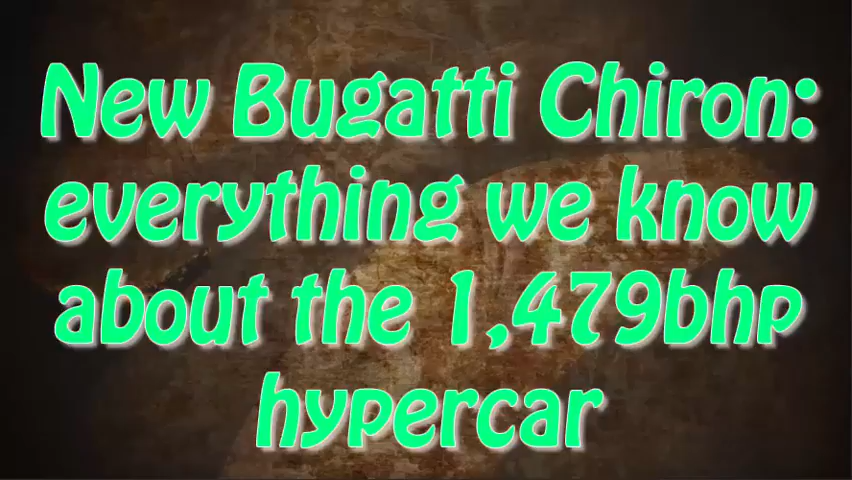 New Bugatti Chiron:
everything we know
about the 1,479bhp
hypercar